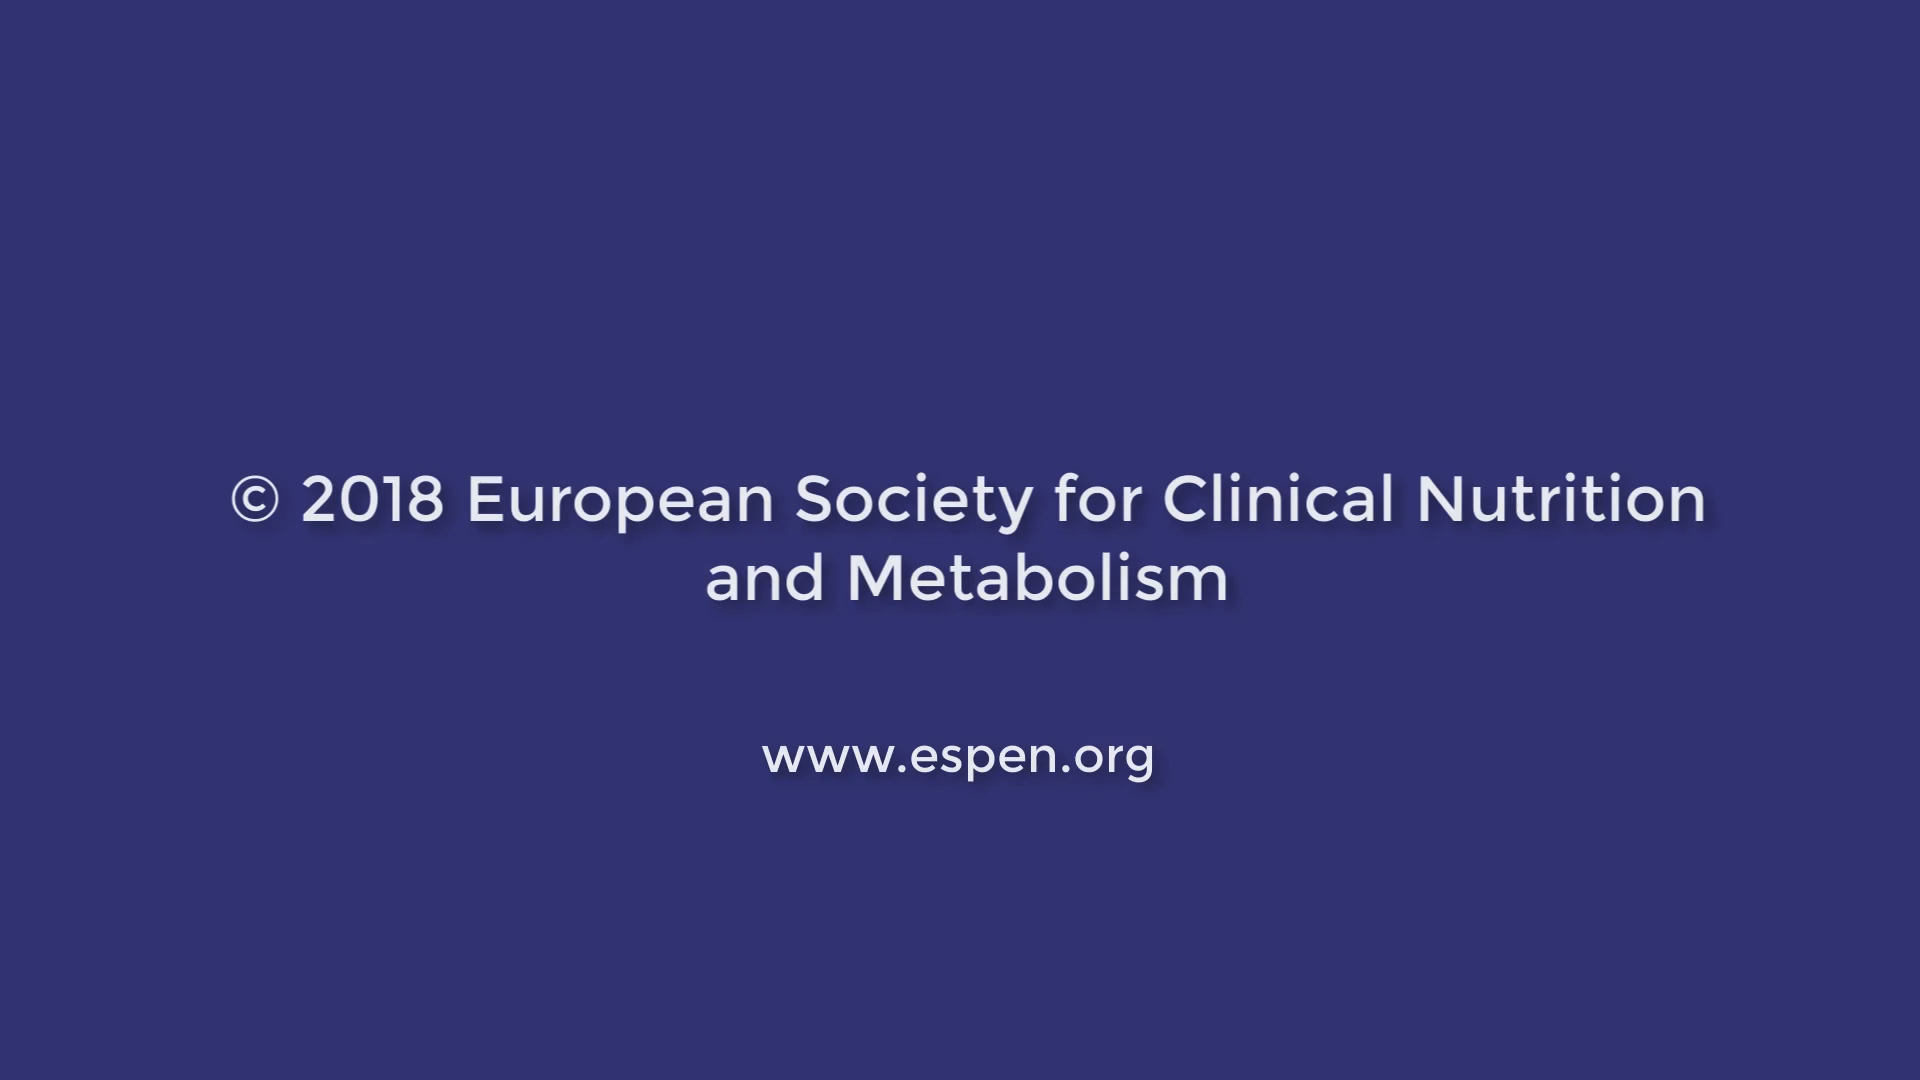 © 2018 European Society for Clinical Nutrition
and Metabolism
www.espen.org